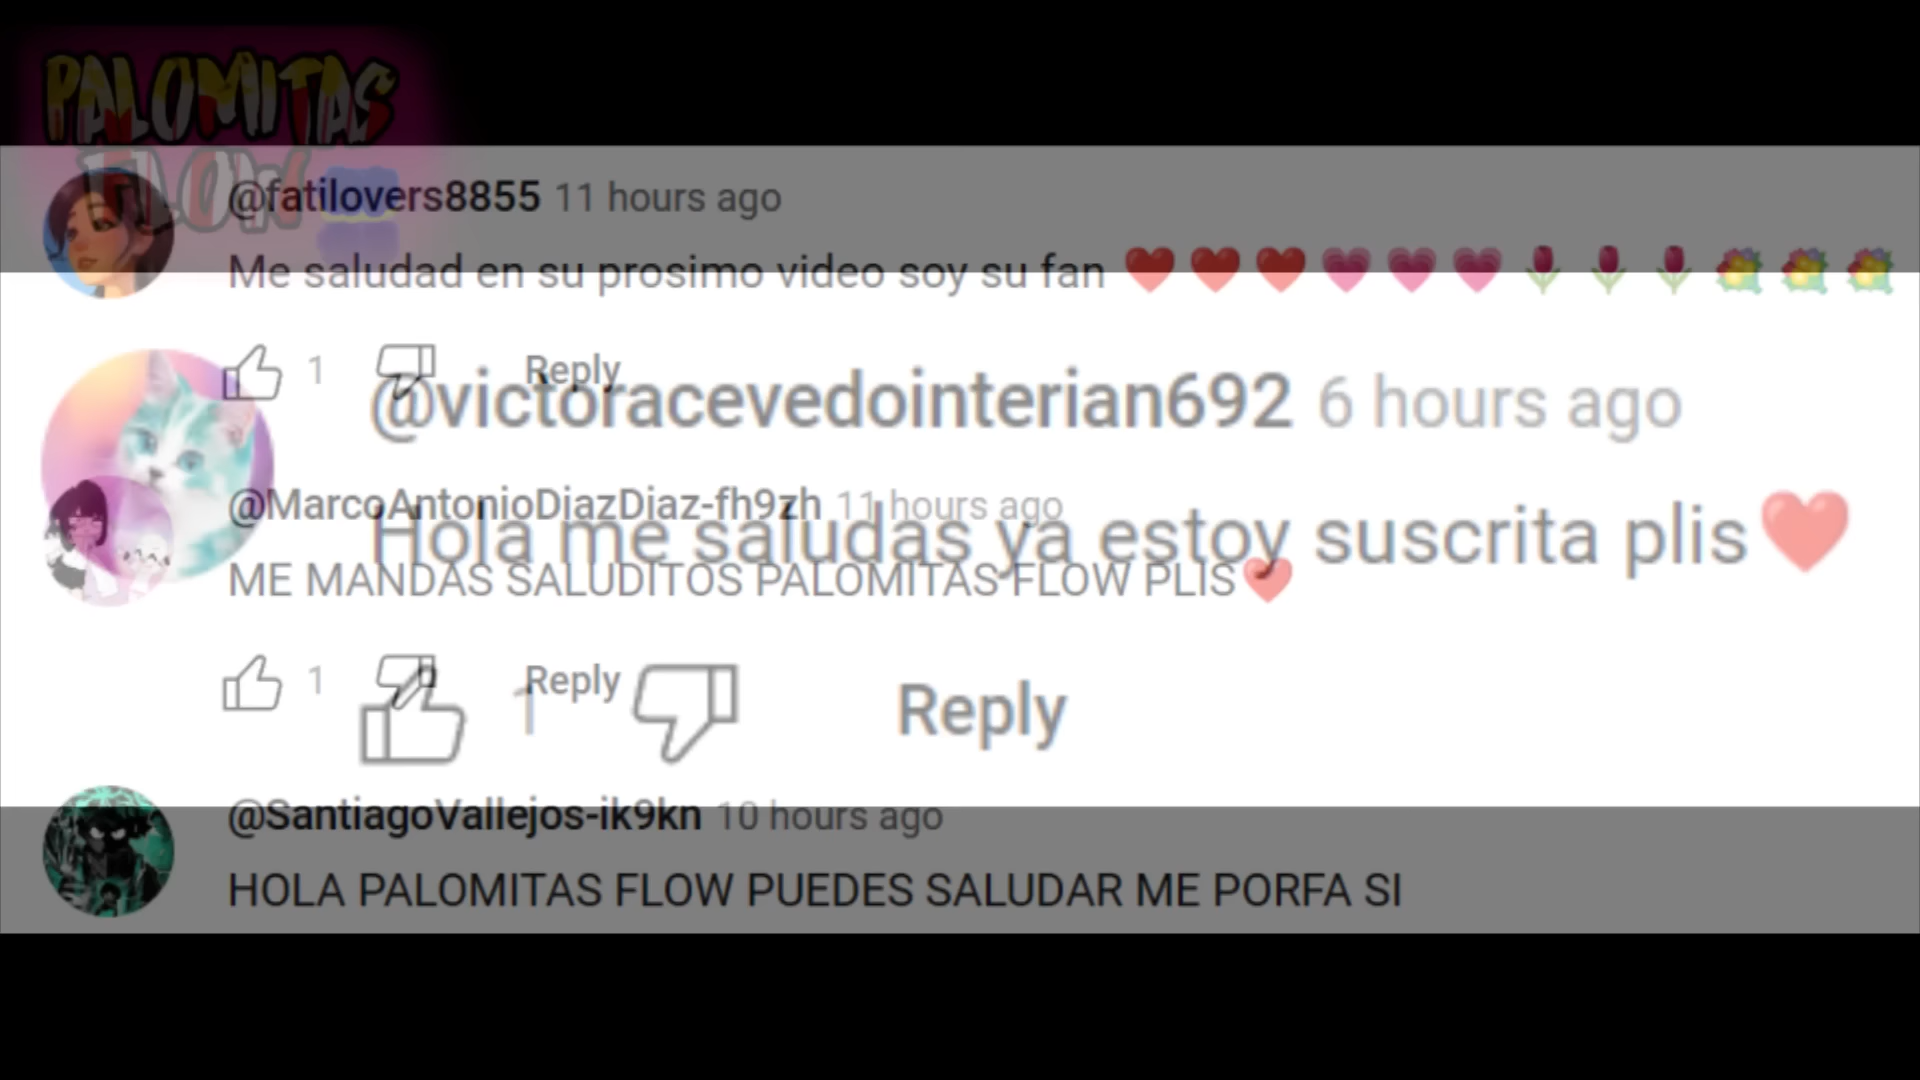 PALOMITAS
FLOW
@fatilovers8855 11 hours ago
Me saludad en su prosimo video soy su fan ❤️❤️❤️💗💗💗🌷🌷🌷💐💐💐
1 Reply
@victoracevedointerian692 6 hours ago
Hola me saludas ya estoy suscrita plis❤️
1 Reply
@MarcoAntonioDiazDiaz-fh9zh 11 hours ago
ME MANDAS SALUDITOS PALOMITAS FLOW PLIS❤️
1 Reply
@SantiagoVallejos-ik9kn 10 hours ago
HOLA PALOMITAS FLOW PUEDES SALUDAR ME PORFA SI